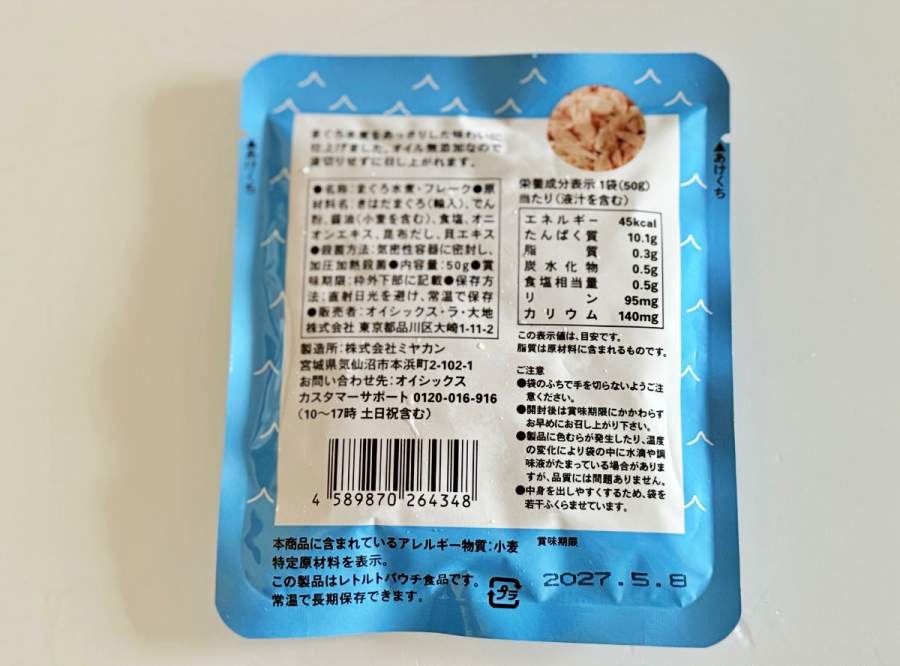 ▲あけくち
▲あけくち
まぐろ水煮をあっさりした味わいに
仕上げました。オイル無添加なので
油切りせずに召し上がれます。
●名称：まぐろ水煮・フレーク●原
材料名：きはだまぐろ（輸入）、でん
粉、醤油（小麦を含む）、食塩、オニ
オンエキス、昆布だし、貝エキス
●殺菌方法：気密性容器に密封し、
加圧加熱殺菌●内容量：50g●賞
味期限：枠外下部に記載●保存方
法：直射日光を避け、常温で保存
●販売者：オイシックス・ラ・大地
株式会社 東京都品川区大崎1-11-2
製造所：株式会社ミヤカン
宮城県気仙沼市本浜町2-102-1
お問い合わせ先：オイシックス
カスタマーサポート 0120-016-916
（10〜17時 土日祝含む）
4 589870 264348
栄養成分表示 1袋（50g）
当たり（液汁を含む）
エネルギー 45kcal
たんぱく質 10.1g
脂質 0.3g
炭水化物 0.5g
食塩相当量 0.5g
リン 95mg
カリウム 140mg
この表示値は、目安です。
脂質は原材料に含まれるものです。
ご注意
●袋のふちで手を切らないようご注
意ください。
●開封後は賞味期限にかかわらず
お早めにお召し上がり下さい。
●製品に色むらが発生したり、温度
の変化により袋の中に水滴や調
味液がたまっている場合がありま
すが、品質には問題ありません。
●中身を出しやすくするため、袋を
若干ふくらませています。
本商品に含まれているアレルギー物質：小麦
特定原材料を表示。
この製品はレトルトパウチ食品です。
常温で長期保存できます。
プラ
賞味期限
2027.5.8